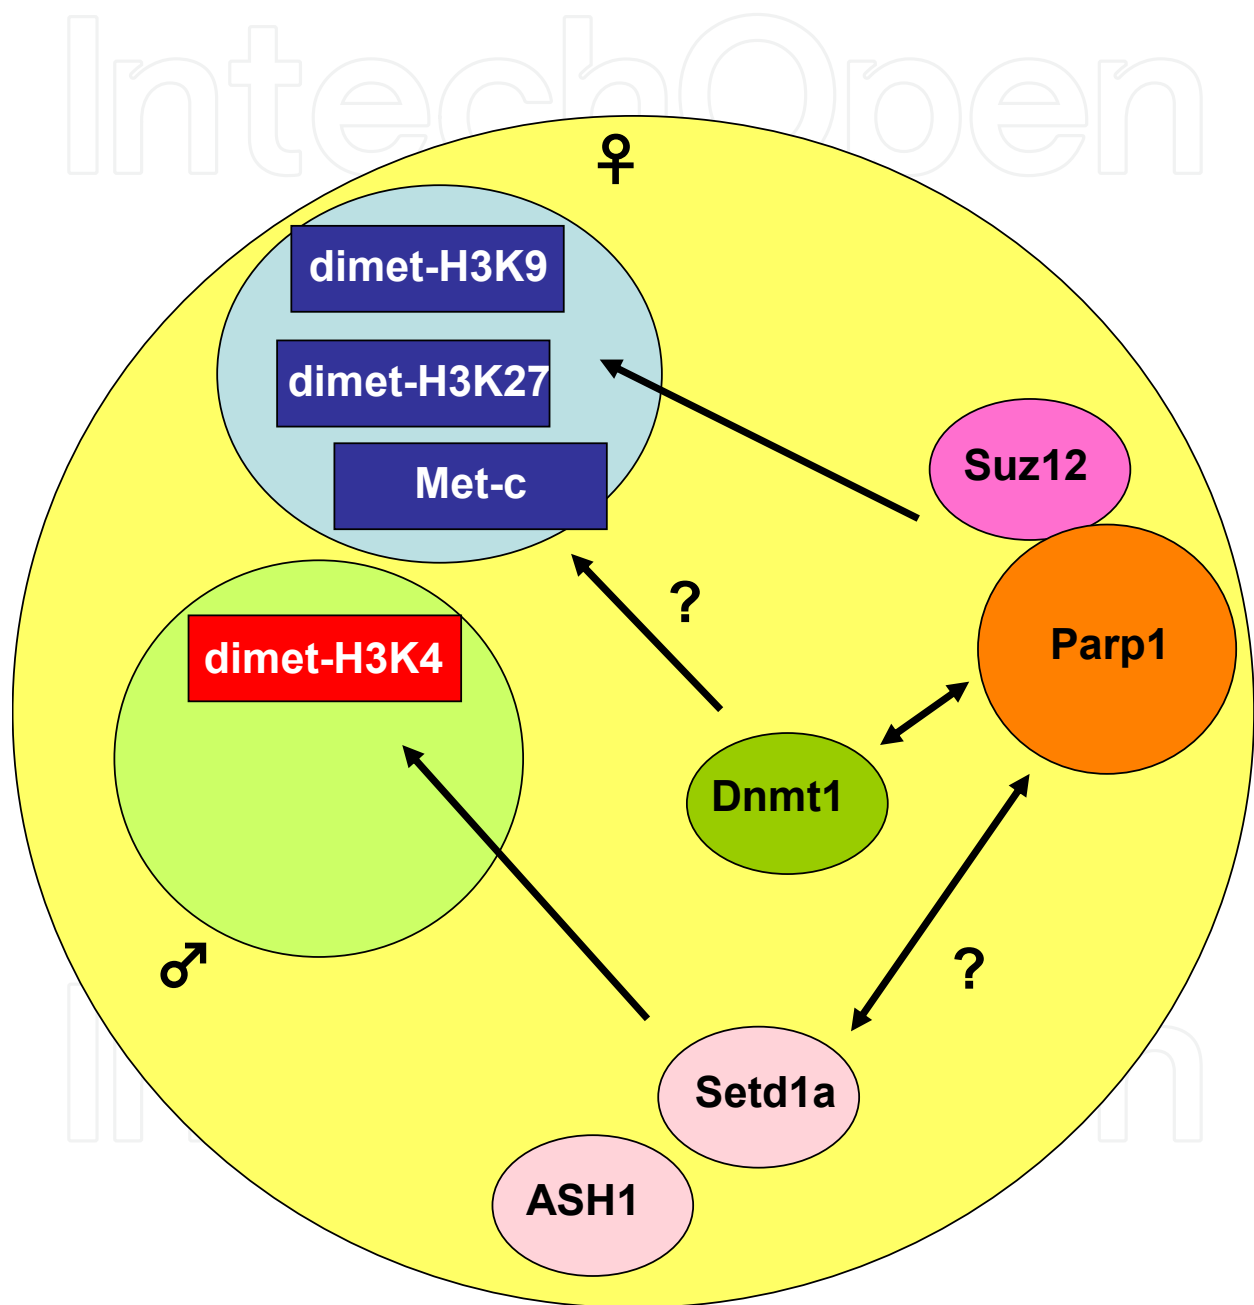 IntechOpen
♀
dimet-H3K9
dimet-H3K27
Met-c
Suz12
?
Parp1
dimet-H3K4
Dnmt1
♂
?
Setd1a
ASH1